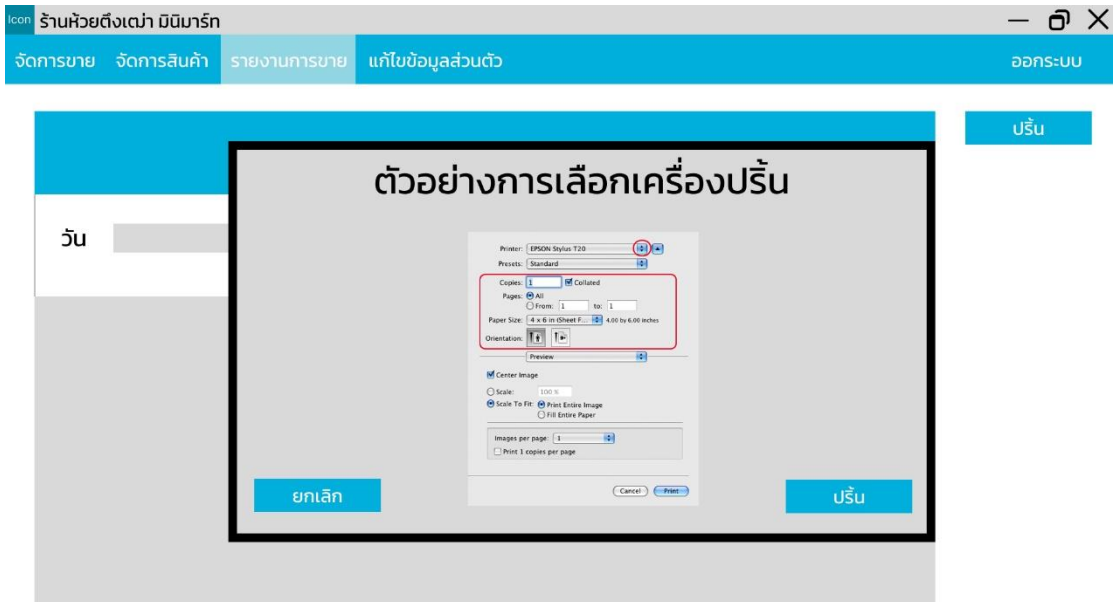 Icon ร้านห้วยตึงเฒ่า มินิมาร์ท
จัดการขาย จัดการสินค้า รายงานการขาย แก้ไขข้อมูลส่วนตัว ออกระบบ
ปริ้น
ตัวอย่างการเลือกเครื่องปริ้น
วัน
Printer: EPSON Stylus T20
Presets: Standard
Copies: 1 Collated
Pages: All
From: 1 to: 1
Paper Size: 4 x 6 in (Sheet F... 4.00 by 6.00 inches
Orientation:
Preview
Center Image
Scale: 100 %
Scale To Fit: Print Entire Image
Fill Entire Paper
Images per page: 1
Print 1 copies per page
Cancel Print
ยกเลิก ปริ้น